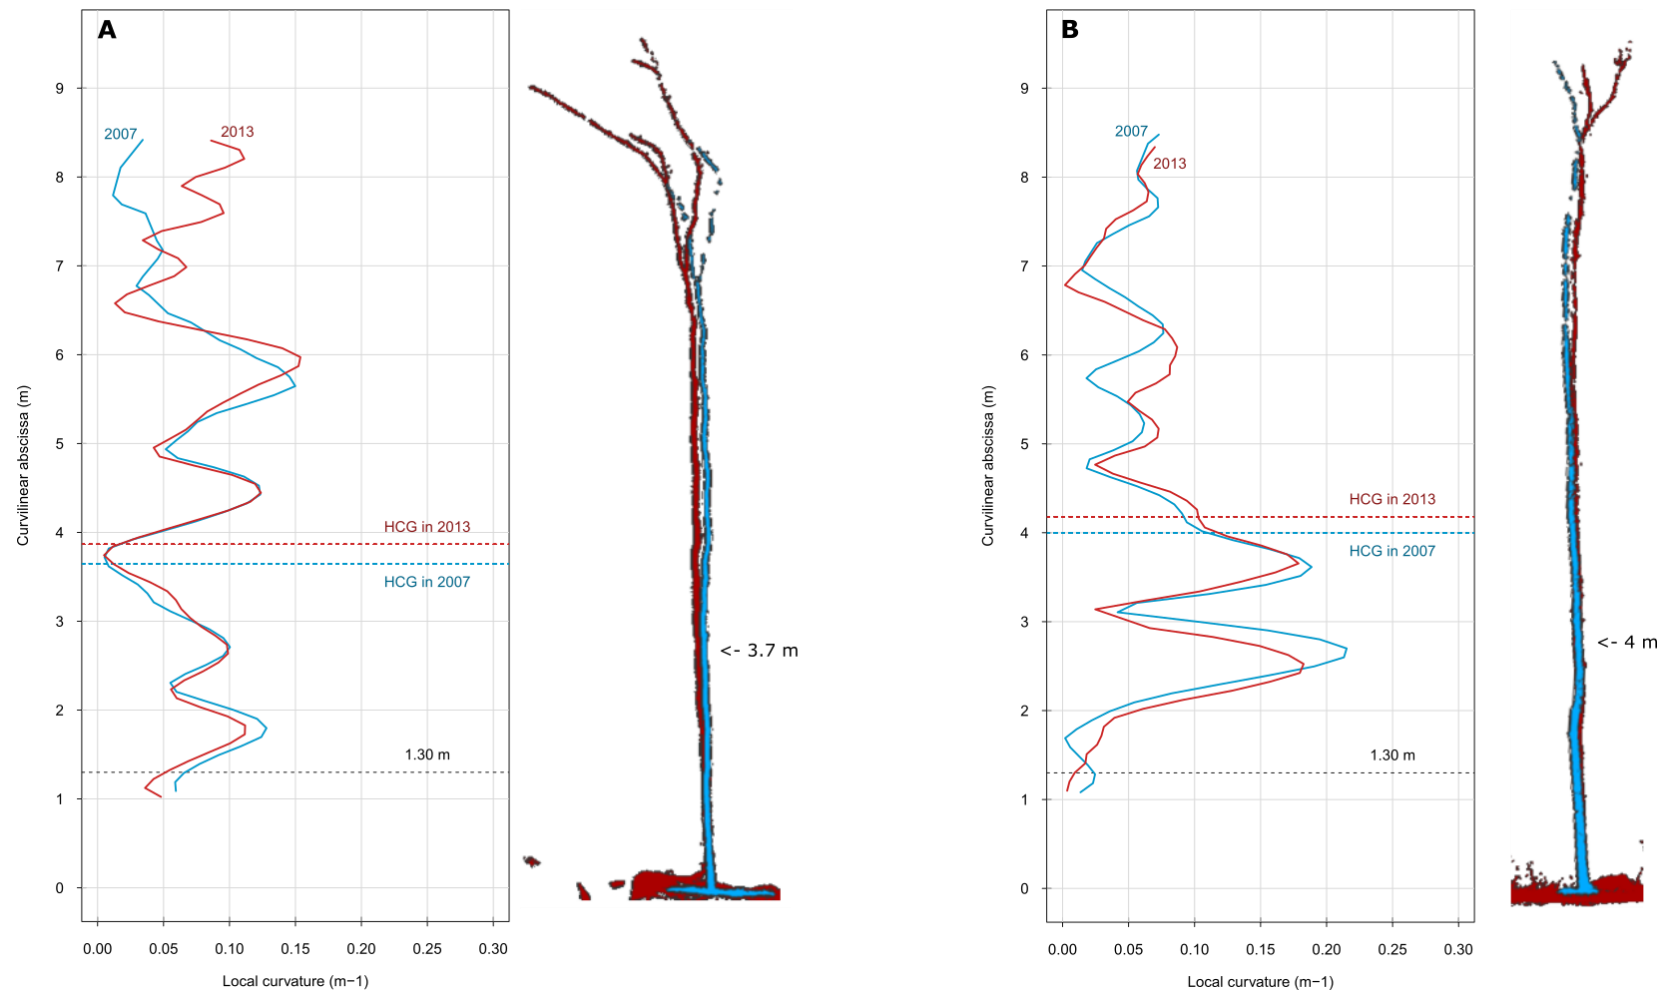 A
9
8
7
6
5
4
3
2
1
0
Curvilinear abscissa (m)
2007
2013
HCG in 2013
HCG in 2007
1.30 m
0.00 0.05 0.10 0.15 0.20 0.25 0.30
Local curvature (m−1)
<- 3.7 m
B
9
8
7
6
5
4
3
2
1
0
Curvilinear abscissa (m)
2007
2013
HCG in 2013
HCG in 2007
1.30 m
0.00 0.05 0.10 0.15 0.20 0.25 0.30
Local curvature (m−1)
<- 4 m